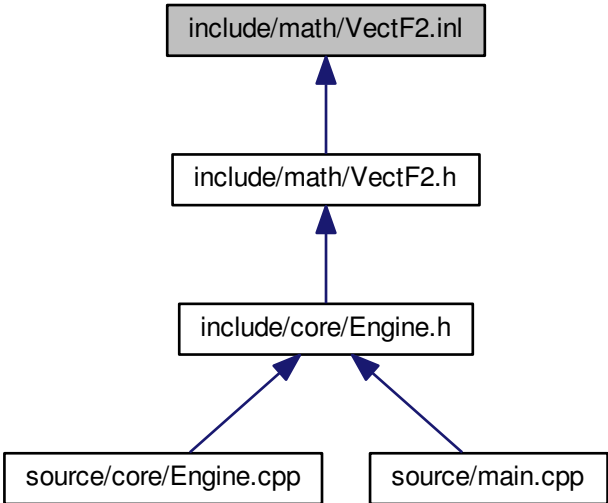 include/math/VectF2.inl
include/math/VectF2.h
include/core/Engine.h
source/core/Engine.cpp
source/main.cpp